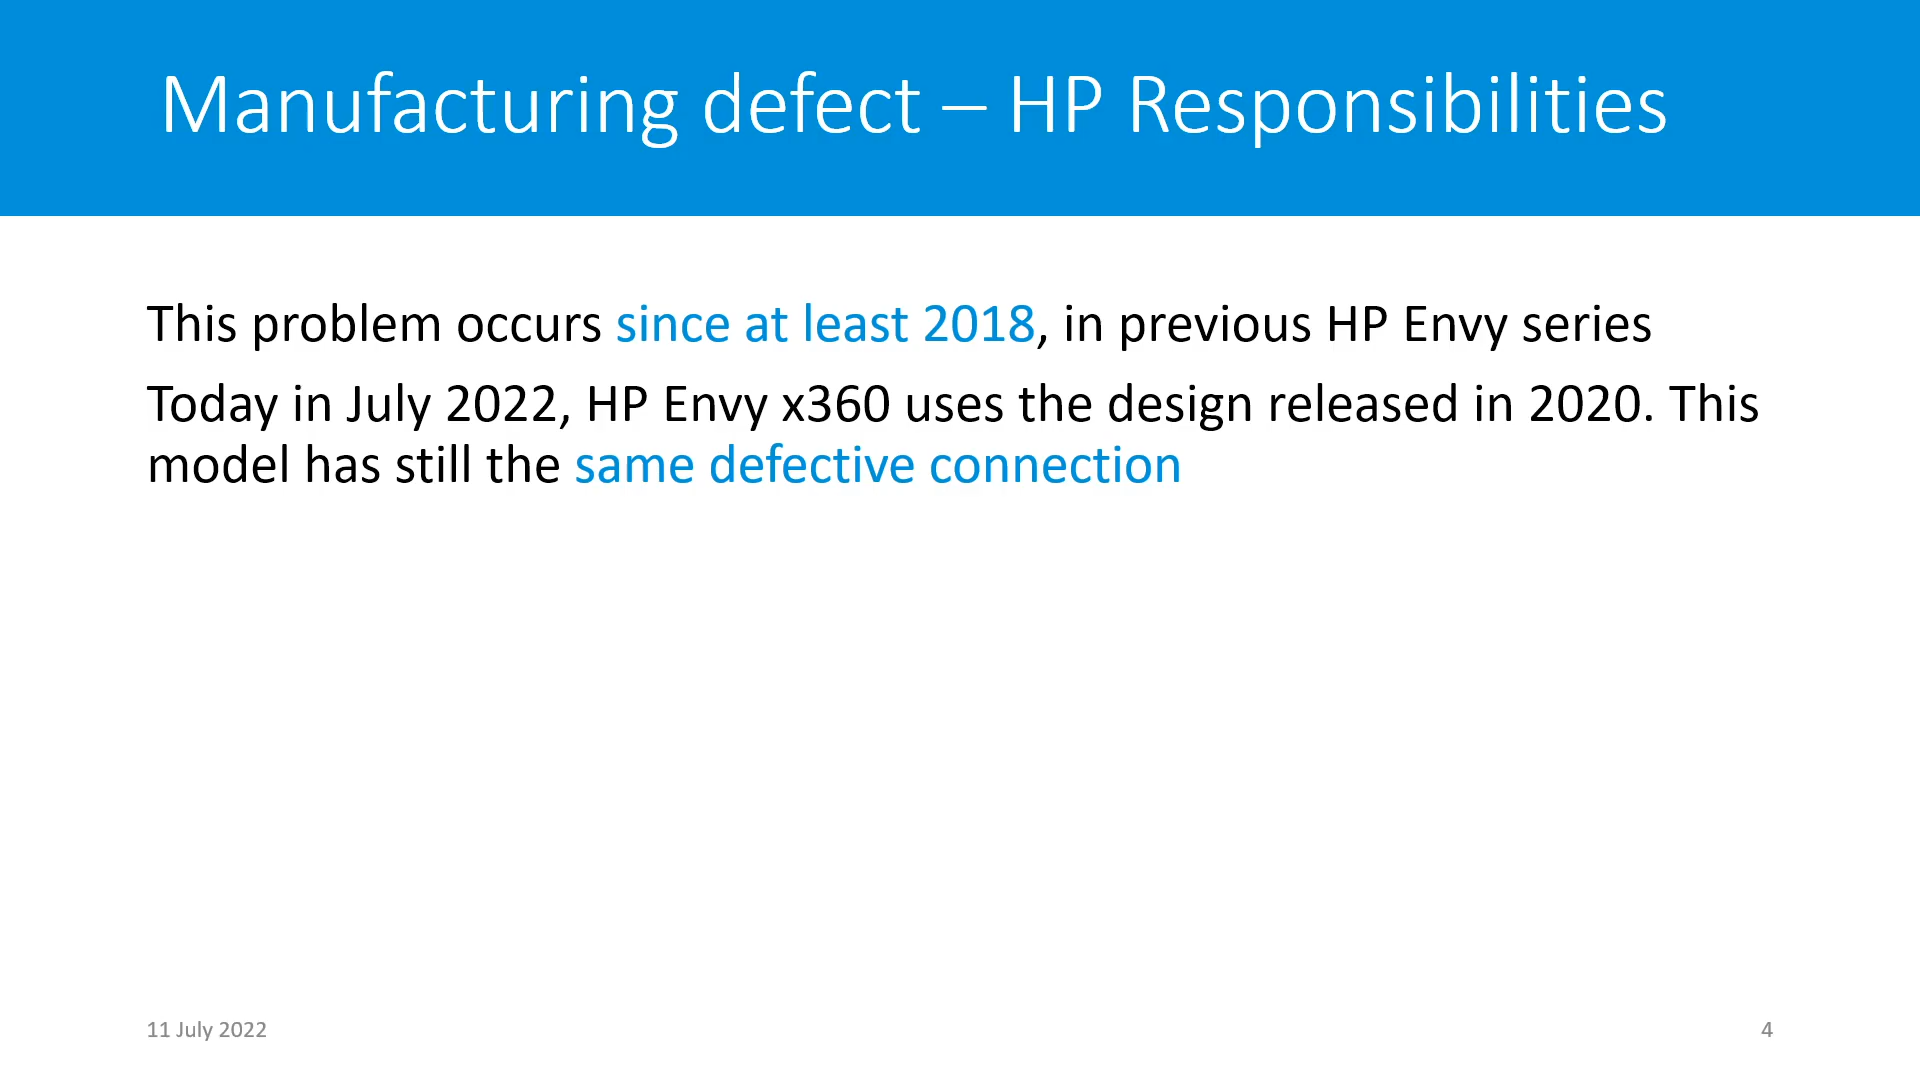 Manufacturing defect – HP Responsibilities
This problem occurs since at least 2018, in previous HP Envy series
Today in July 2022, HP Envy x360 uses the design released in 2020. This
model has still the same defective connection
11 July 2022
4